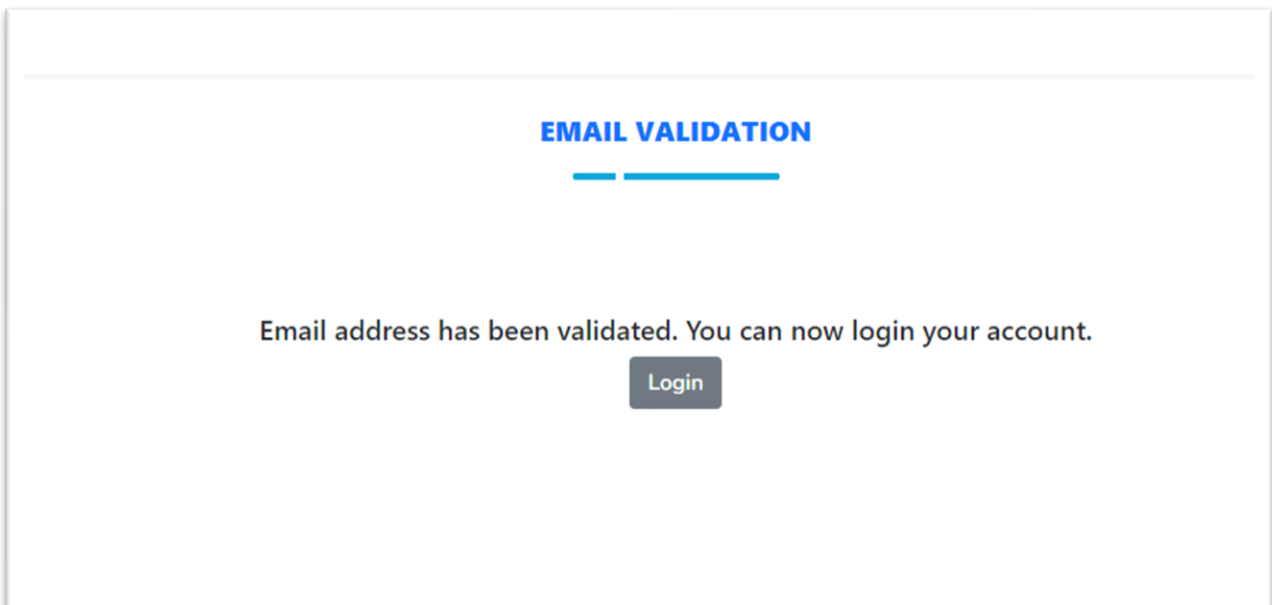 EMAIL VALIDATION
Email address has been validated. You can now login your account.
Login